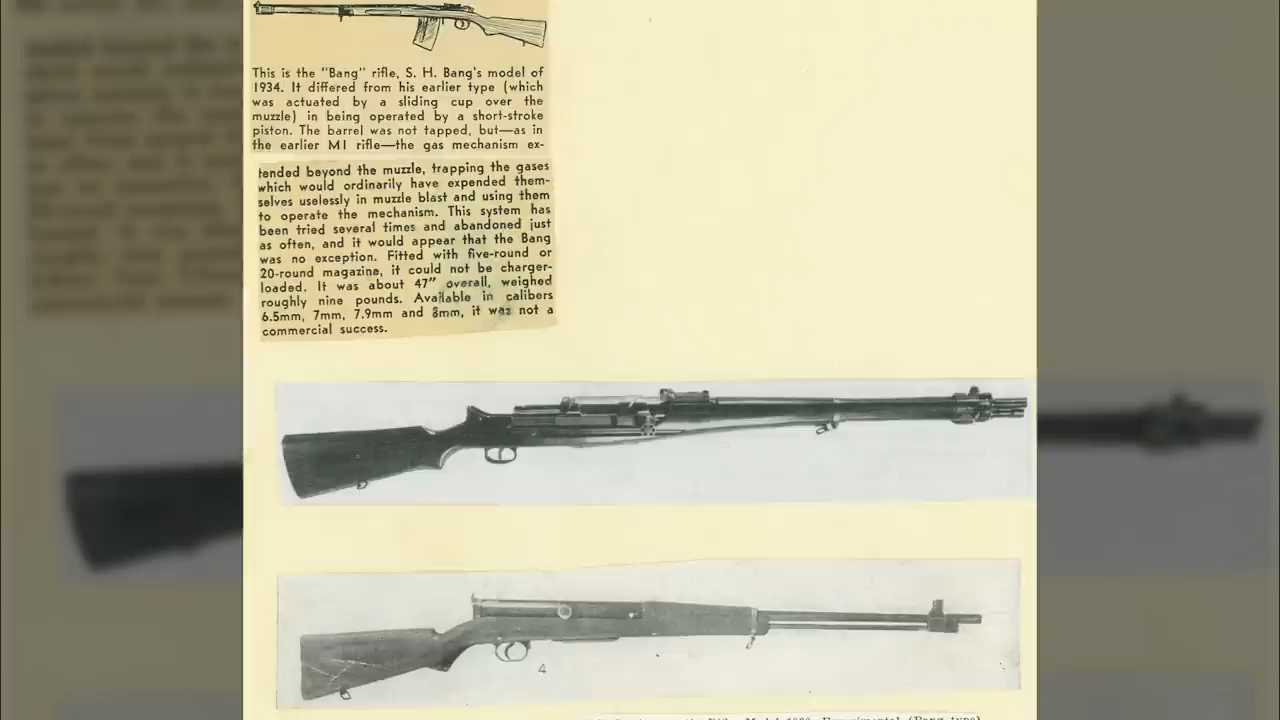 This is the "Bang" rifle, S. H. Bang's model of
1934. It differed from his earlier type (which
was actuated by a sliding cup over the
muzzle) in being operated by a short-stroke
piston. The barrel was not tapped, but—as in
the earlier M1 rifle—the gas mechanism ex-
tended beyond the muzzle, trapping the gases
which would ordinarily have expended them-
selves uselessly in muzzle blast and using them
to operate the mechanism. This system has
been tried several times and abandoned just
as often, and it would appear that the Bang
was no exception. Fitted with five-round or
20-round magazine, it could not be charger-
loaded. It was about 47" overall, weighed
roughly nine pounds. Available in calibers
6.5mm, 7mm, 7.9mm and 8mm, it was not a
commercial success.
4